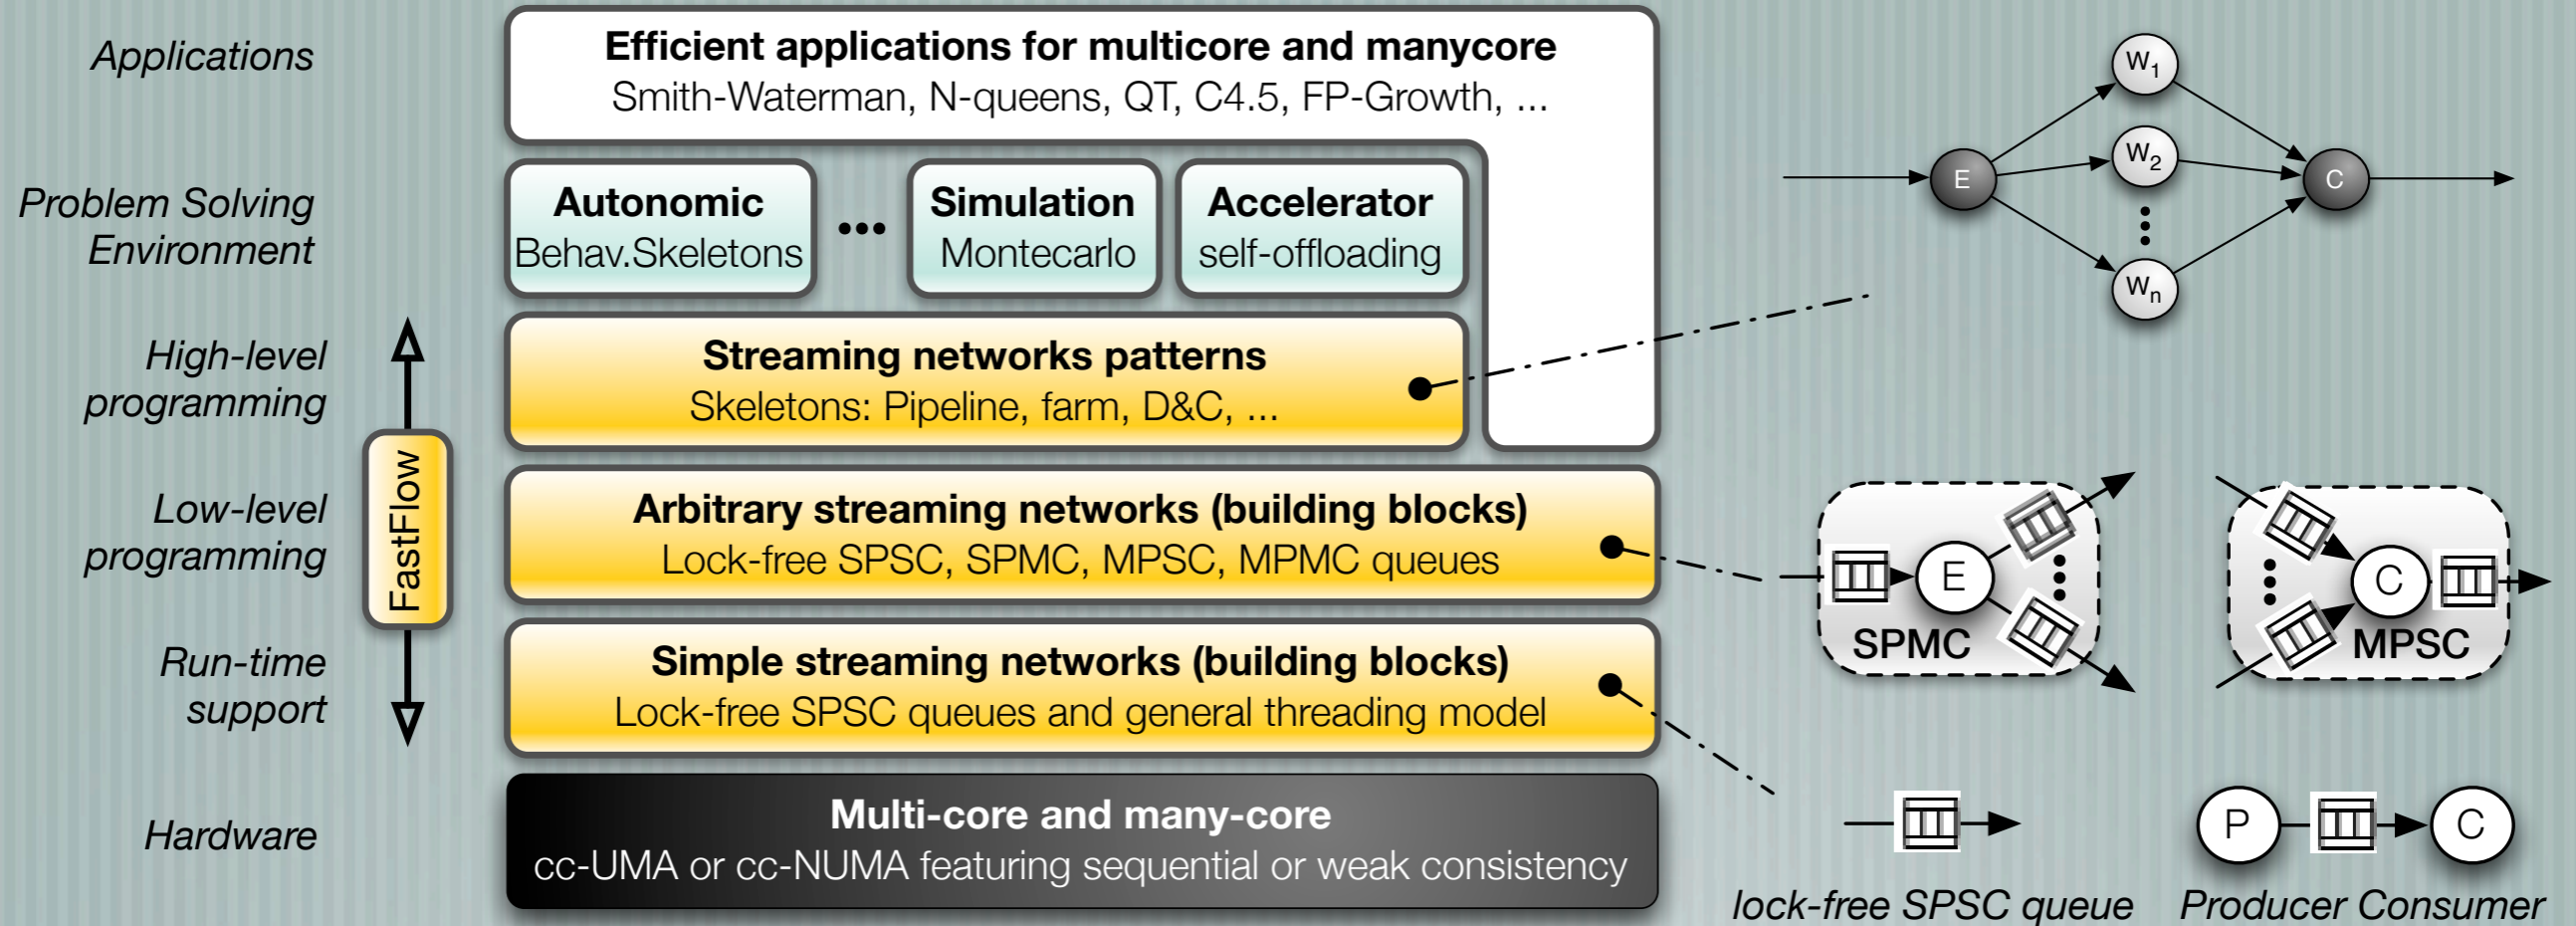 Applications
Efficient applications for multicore and manycore
Smith-Waterman, N-queens, QT, C4.5, FP-Growth, ...
Problem Solving
Environment
Autonomic
Behav.Skeletons
...
Simulation
Montecarlo
Accelerator
self-offloading
High-level
programming
Streaming networks patterns
Skeletons: Pipeline, farm, D&C, ...
FastFlow
Low-level
programming
Arbitrary streaming networks (building blocks)
Lock-free SPSC, SPMC, MPSC, MPMC queues
Run-time
support
Simple streaming networks (building blocks)
Lock-free SPSC queues and general threading model
Hardware
Multi-core and many-core
cc-UMA or cc-NUMA featuring sequential or weak consistency
E
W1
W2
Wn
C
E
SPMC
C
MPSC
lock-free SPSC queue
P
C
Producer Consumer